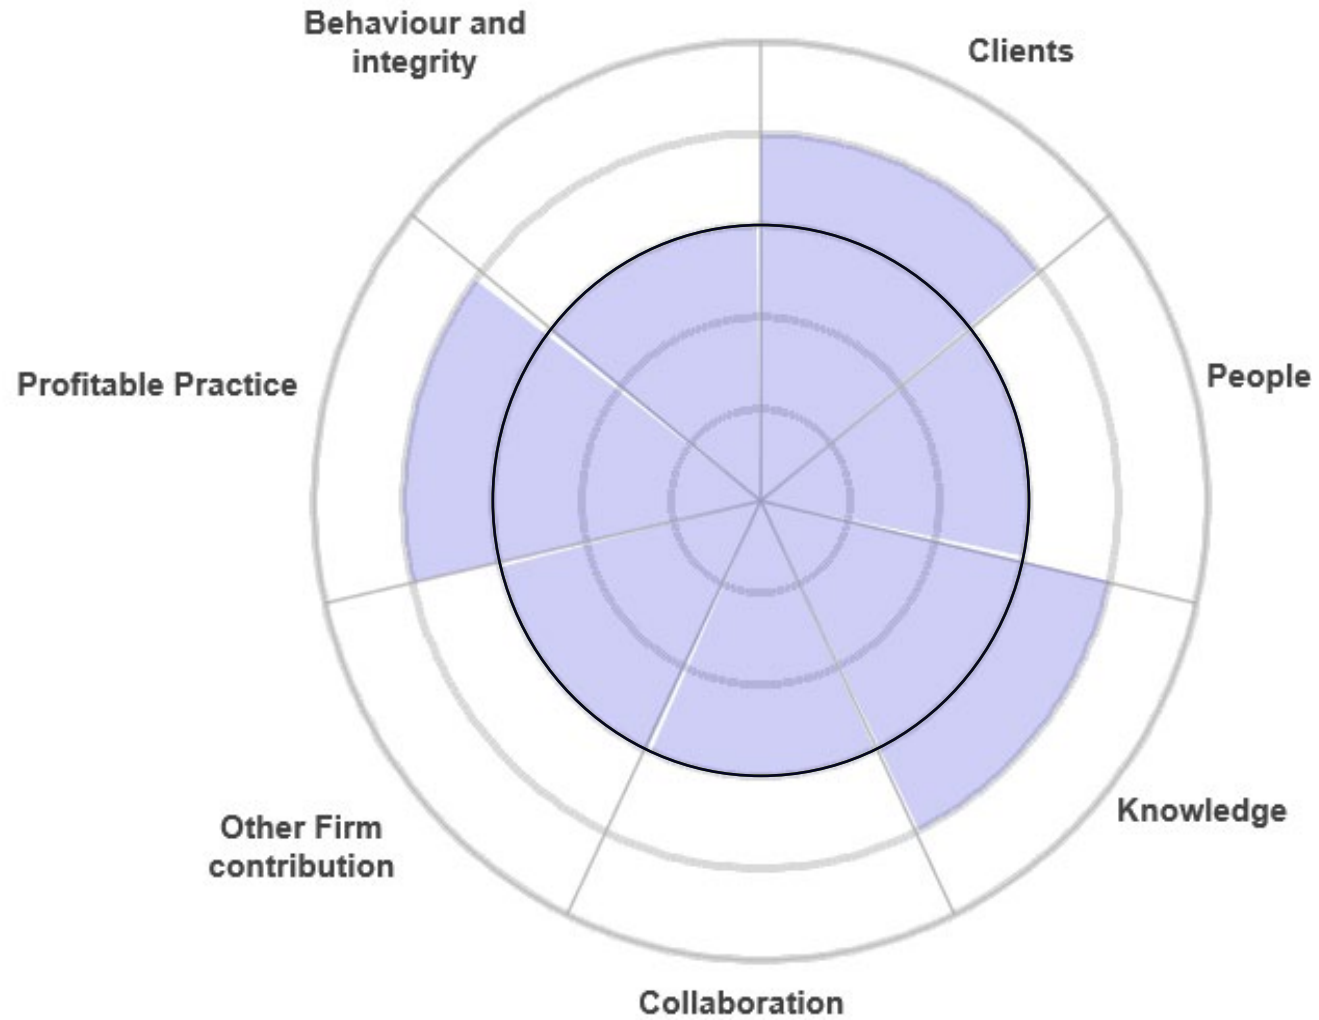 Behaviour and
integrity
Clients
People
Profitable Practice
Knowledge
Other Firm
contribution
Collaboration